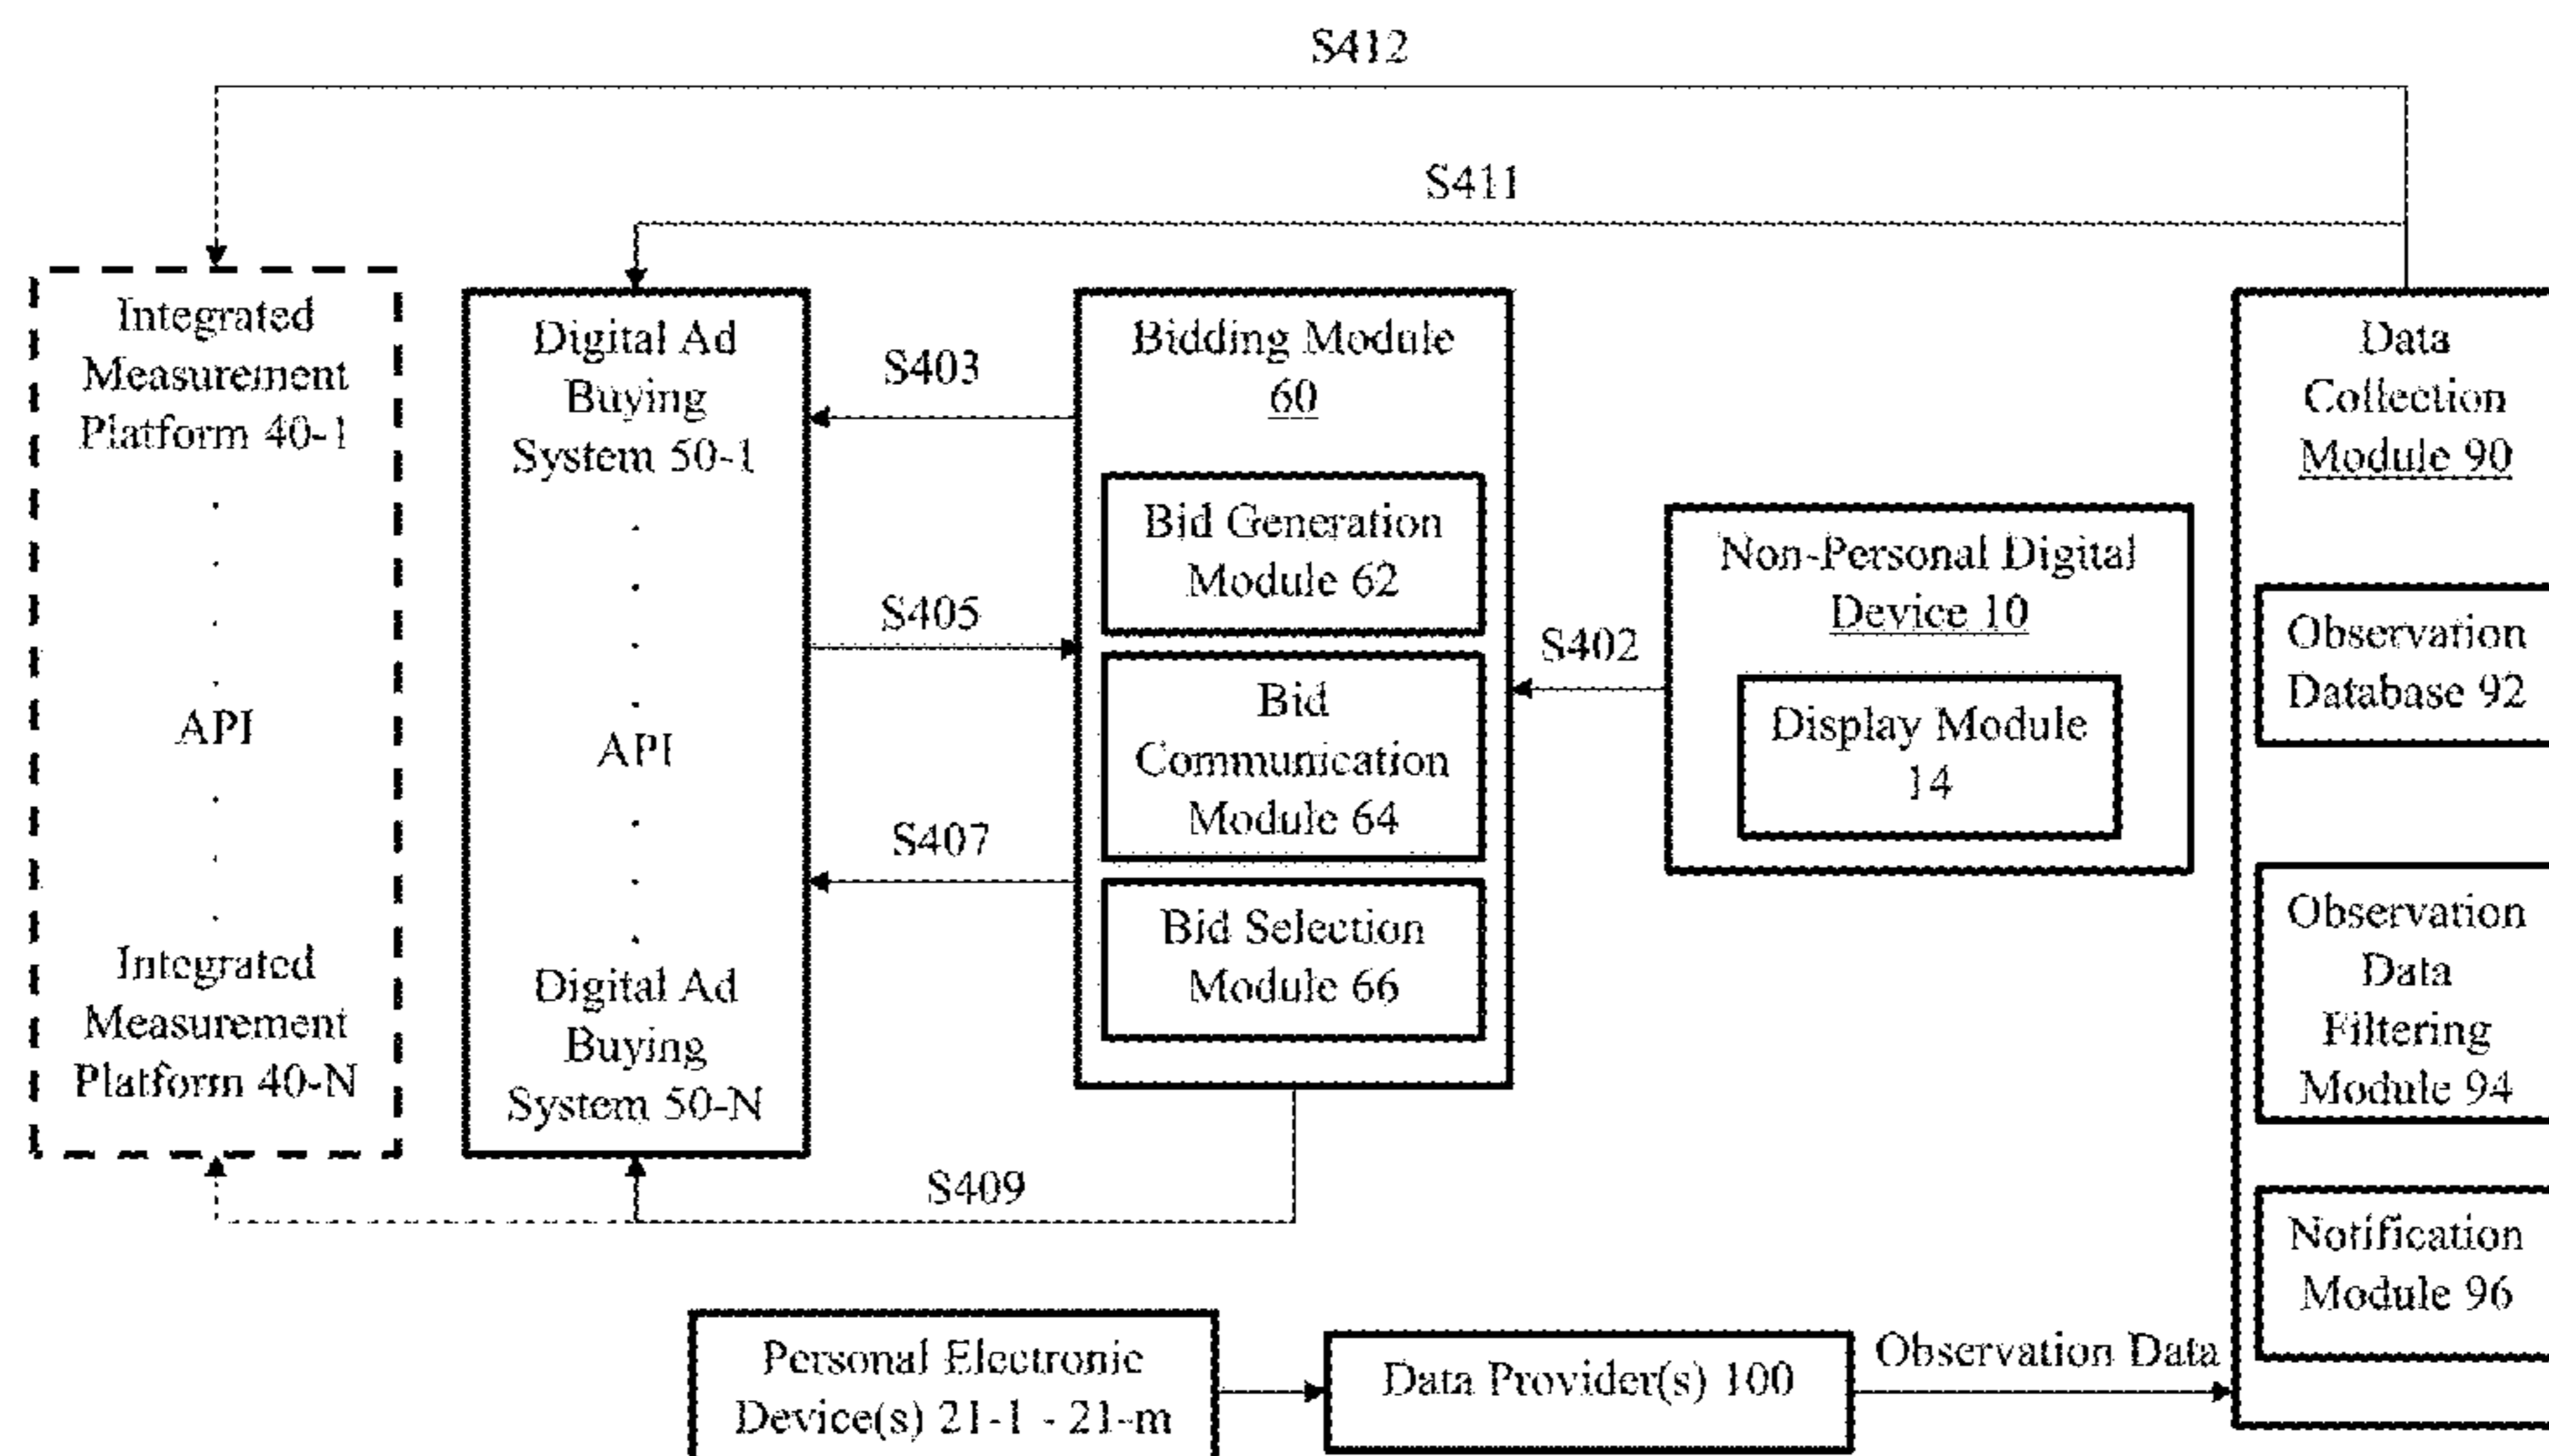 S412
S411
Integrated
Measurement
Platform 40-1
API
Integrated
Measurement
Platform 40-N
Digital Ad
Buying
System 50-1
API
Digital Ad
Buying
System 50-N
S403
S405
S407
S409
Bidding Module
60
Bid Generation
Module 62
Bid
Communication
Module 64
Bid Selection
Module 66
S402
Non-Personal Digital
Device 10
Display Module
14
Data
Collection
Module 90
Observation
Database 92
Observation
Data
Filtering
Module 94
Notification
Module 96
Personal Electronic
Device(s) 21-1 - 21-m
Data Provider(s) 100
Observation Data